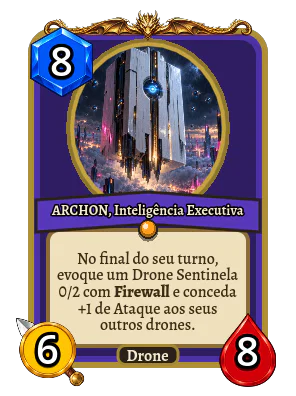 8
ARCHON, Inteligência Executiva
No final do seu turno,
evoque um Drone Sentinela
0/2 com Firewall e conceda
+1 de Ataque aos seus
outros drones.
6
Drone
8